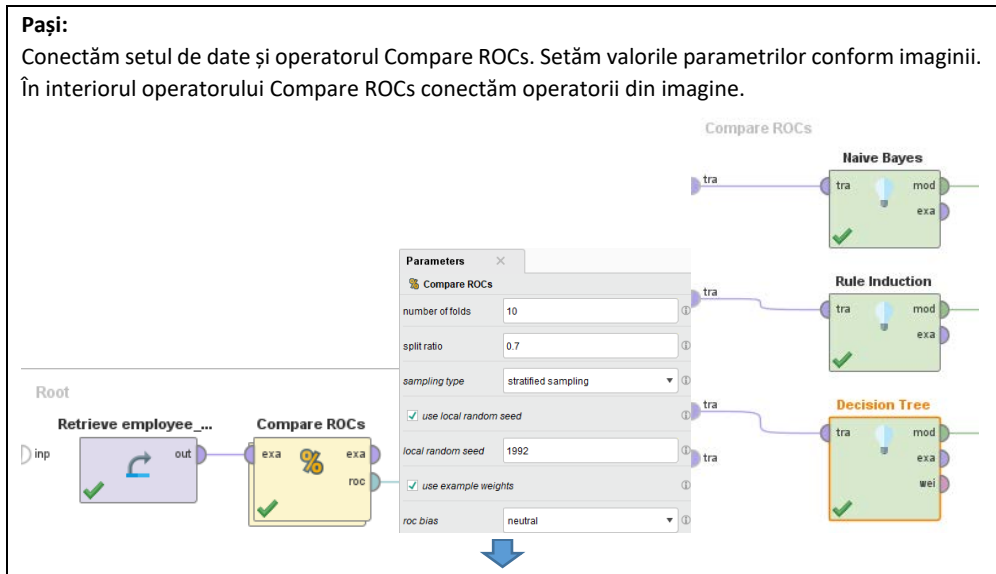 Pași:
Conectăm setul de date și operatorul Compare ROCs. Setăm valorile parametrilor conform imaginii.
În interiorul operatorului Compare ROCs conectăm operatorii din imagine.
Compare ROCs
Naive Bayes
tra
tra
mod
exa
Rule Induction
tra
tra
mod
exa
Decision Tree
tra
tra
mod
exa
wei
tra
Parameters
Compare ROCs
number of folds 10
split ratio 0.7
sampling type stratified sampling
use local random seed
local random seed 1992
use example weights
roc bias neutral
Root
Retrieve employee_...
inp
out
Compare ROCs
exa
exa
roc